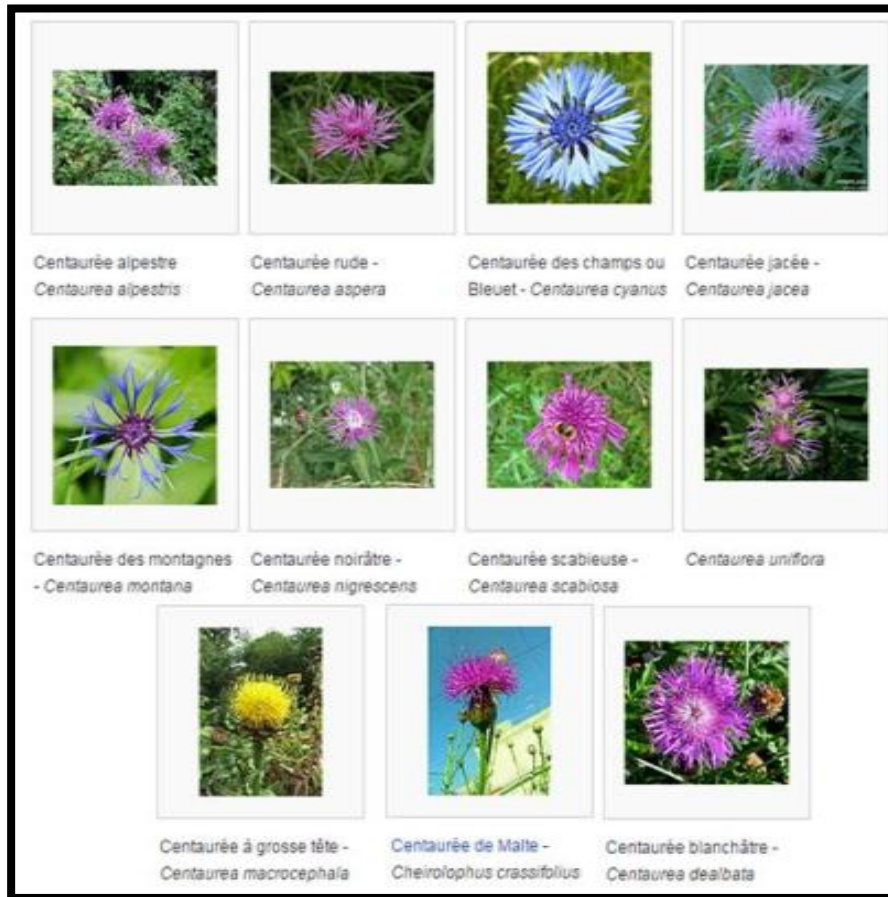 Centaurée alpestre
Centaurea alpestris
Centaurée rude -
Centaurea aspera
Centaurée des champs ou
Bleuet - Centaurea cyanus
Centaurée jacée -
Centaurea jacea
Centaurée des montagnes
- Centaurea montana
Centaurée noirâtre -
Centaurea nigrescens
Centaurée scabieuse -
Centaurea scabiosa
Centaurea uniflora
Centaurée à grosse tête -
Centaurea macrocephala
Centaurée de Malte -
Cheirolophus crassifolius
Centaurée blanchâtre -
Centaurea dealbata